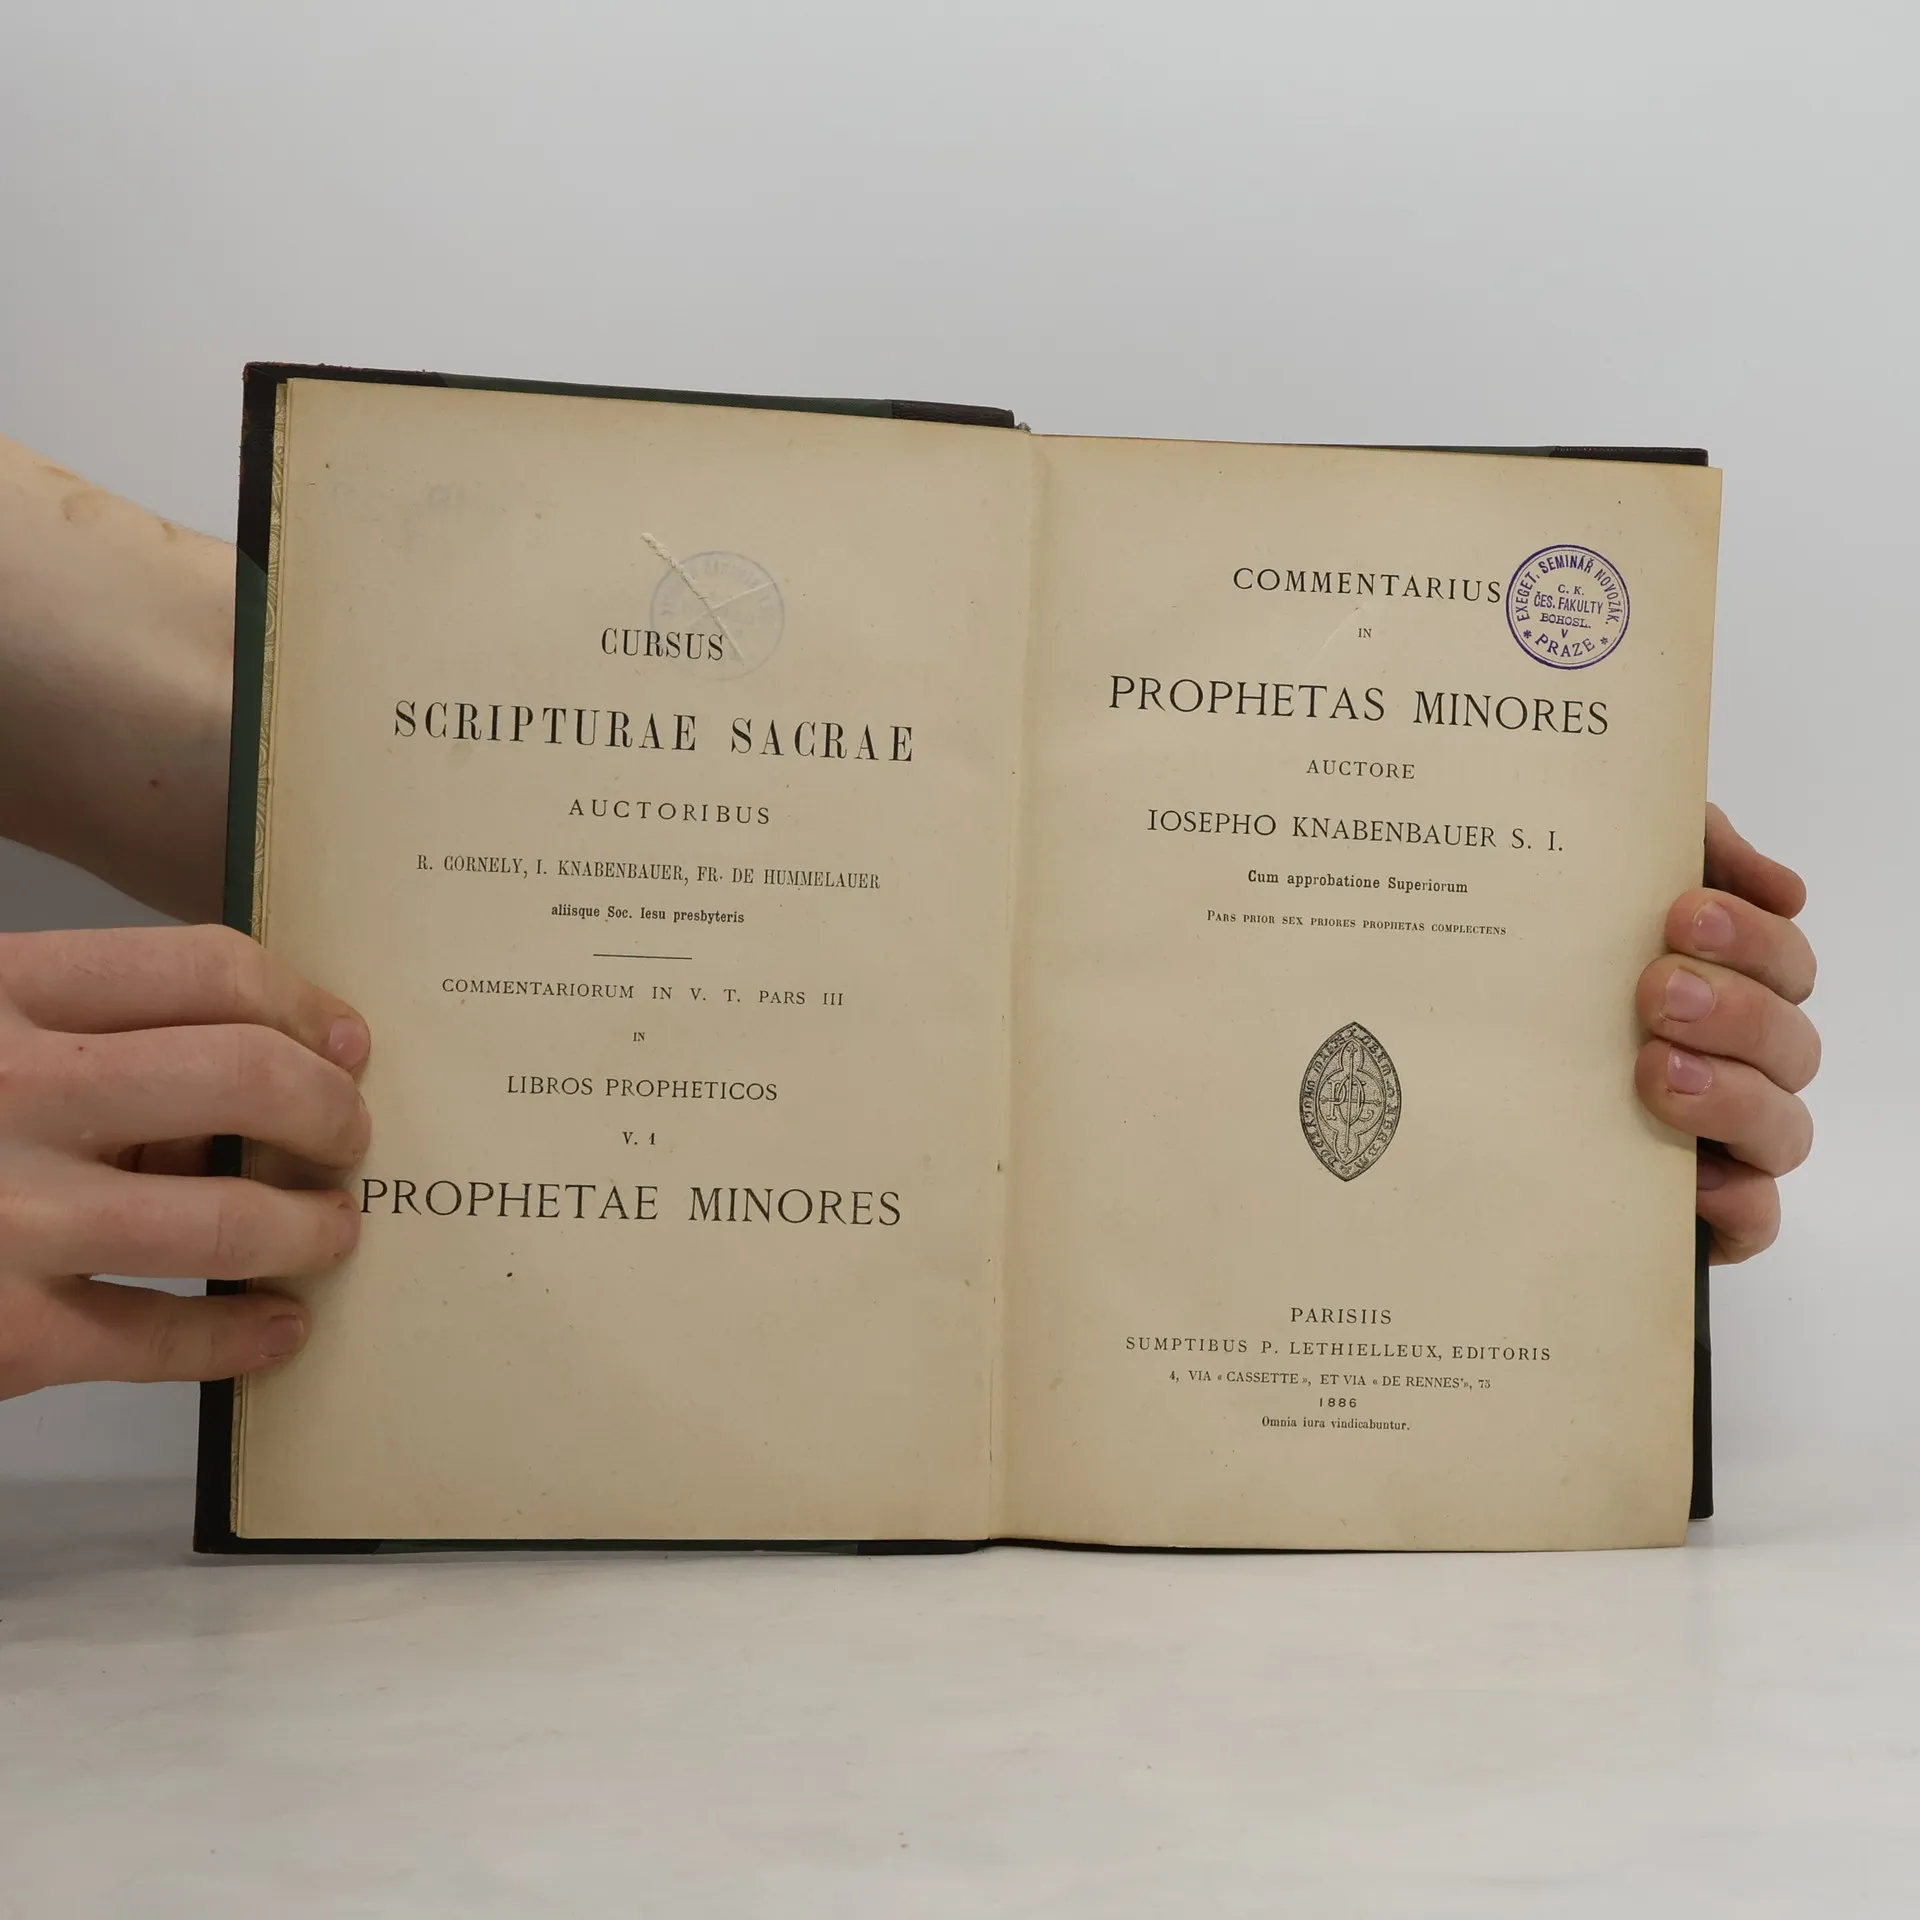 CURSUS
SCRIPTURAE SACRAE
AUCTORIBUS
R. CORNELY, I. KNABENBAUER, FR. DE HUMMELAUER
aliisque Soc. Iesu presbyteris
COMMENTARIORUM IN V. T. PARS III
IN
LIBROS PROPHETICOS
V. 1
PROPHETAE MINORES
COMMENTARIUS
IN
PROPHETAS MINORES
AUCTORE
IOSEPHO KNABENBAUER S. I.
Cum approbatione Superiorum
PARS PRIOR SEX PRIORES PROPHETAS COMPLECTENS
PARISIIS
SUMPTIBUS P. LETHIELLEUX, EDITORIS
4, VIA « CASSETTE », ET VIA « DE RENNES », 75
1886
Omnia iura vindicabuntur.
EXEGET. SEMINÁŘ NOVOZÁK.
C. K.
ČES. FAKULTY
BOHOSL.
V
* PRAZE *